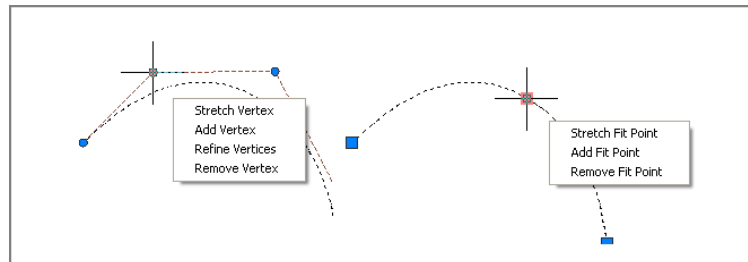 Stretch Vertex
Add Vertex
Refine Vertices
Remove Vertex
Stretch Fit Point
Add Fit Point
Remove Fit Point